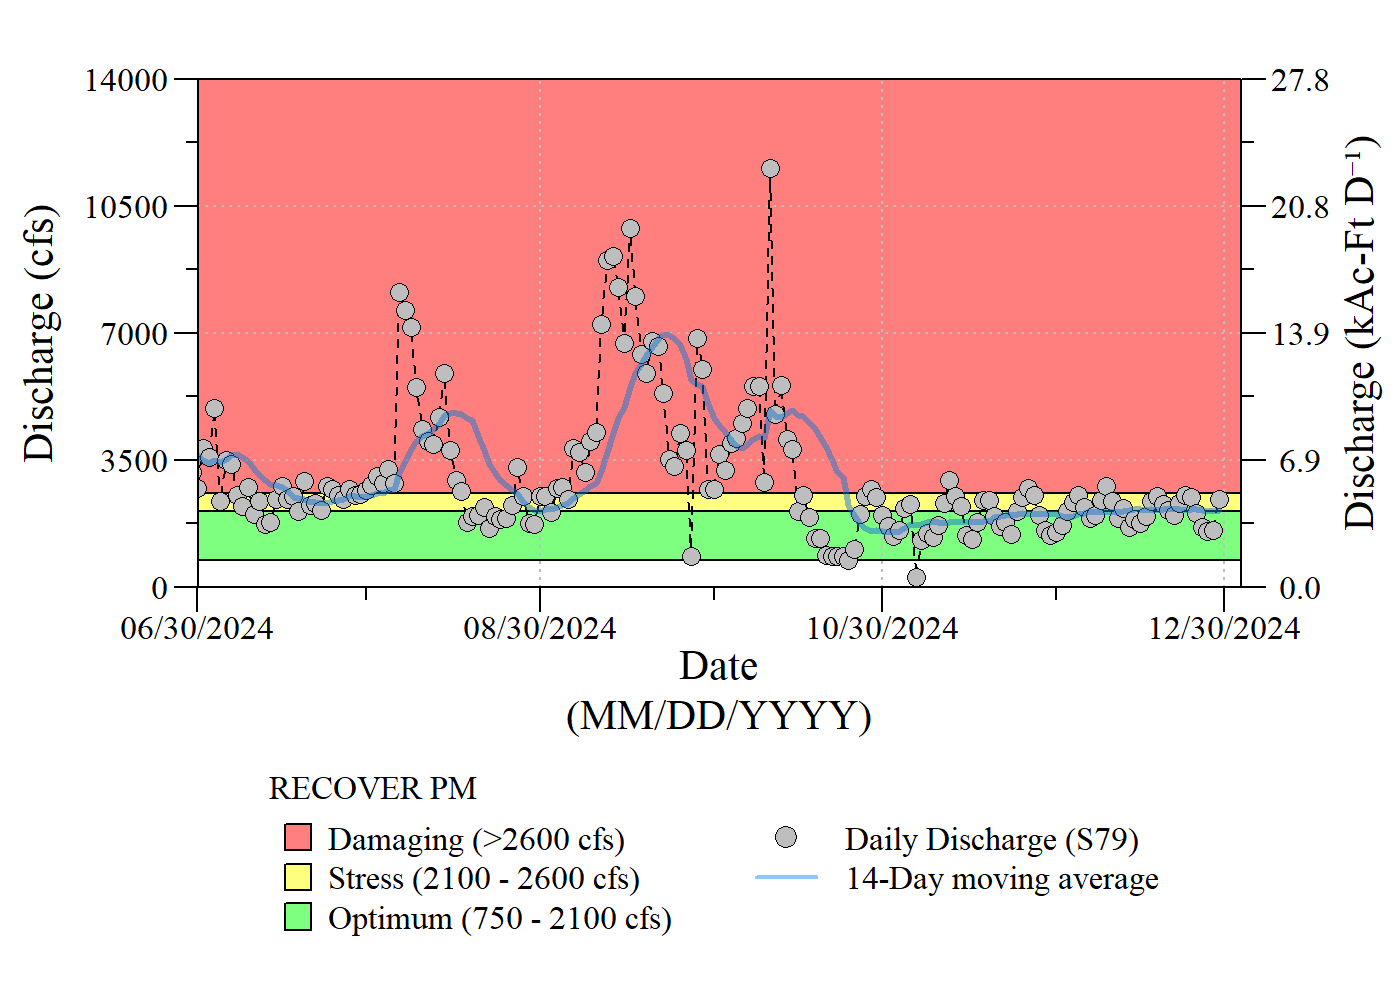 14000
10500
7000
3500
0
Discharge (cfs)
27.8
20.8
13.9
6.9
0.0
Discharge (kAc-Ft D⁻¹)
06/30/2024 08/30/2024 10/30/2024 12/30/2024
Date
(MM/DD/YYYY)
RECOVER PM
Damaging (>2600 cfs)
Stress (2100 - 2600 cfs)
Optimum (750 - 2100 cfs)
Daily Discharge (S79)
14-Day moving average